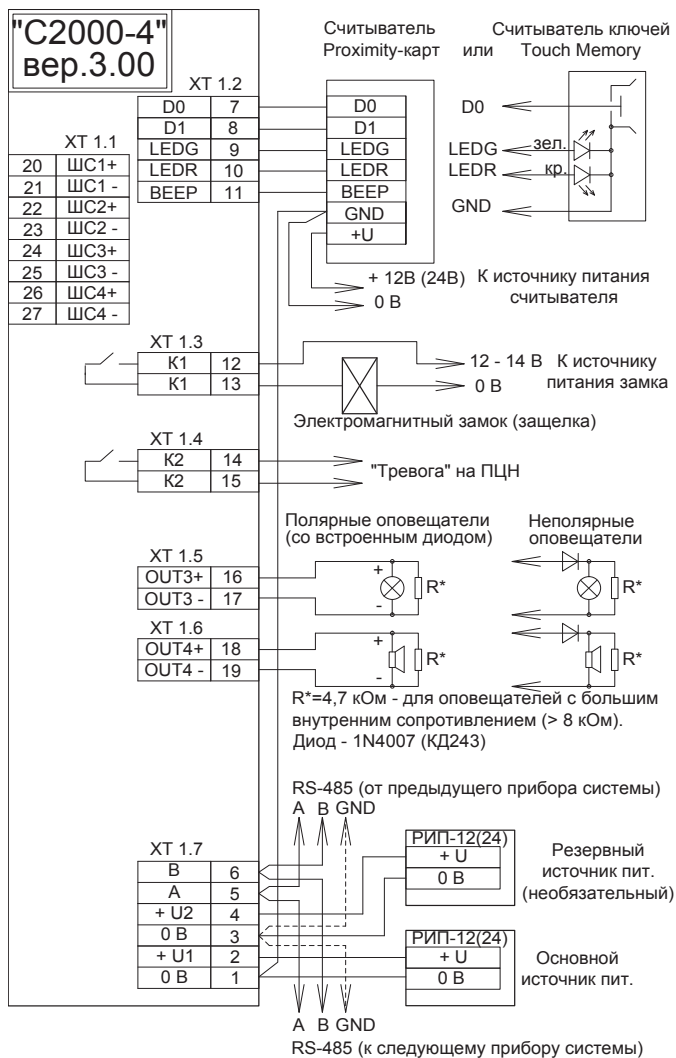 "С2000-4"
вер.3.00
Считыватель
Proximity-карт
или
Считыватель ключей
Touch Memory
XT 1.2
D0 7
D1 8
LEDG 9
LEDR 10
BEEP 11
D0
D1
LEDG
LEDR
BEEP
GND
+U
D0
LEDG
зел.
LEDR
кр.
GND
XT 1.1
20 ШС1+
21 ШС1 -
22 ШС2+
23 ШС2 -
24 ШС3+
25 ШС3 -
26 ШС4+
27 ШС4 -
+ 12В (24В)
0 В
К источнику питания
считывателя
XT 1.3
К1 12
К1 13
12 - 14 В
0 В
К источнику
питания замка
Электромагнитный замок (защелка)
XT 1.4
К2 14
К2 15
"Тревога" на ПЦН
Полярные оповещатели
(со встроенным диодом)
Неполярные
оповещатели
XT 1.5
OUT3+ 16
OUT3 - 17
+
-
R*
R*
XT 1.6
OUT4+ 18
OUT4 - 19
+
-
R*
R*
R*=4,7 кОм - для оповещателей с большим
внутренним сопротивлением (> 8 кОм).
Диод - 1N4007 (КД243)
RS-485 (от предыдущего прибора системы)
A B GND
XT 1.7
B 6
A 5
+ U2 4
0 В 3
+ U1 2
0 В 1
РИП-12(24)
+ U
0 В
Резервный
источник пит.
(необязательный)
РИП-12(24)
+ U
0 В
Основной
источник пит.
A B GND
RS-485 (к следующему прибору системы)